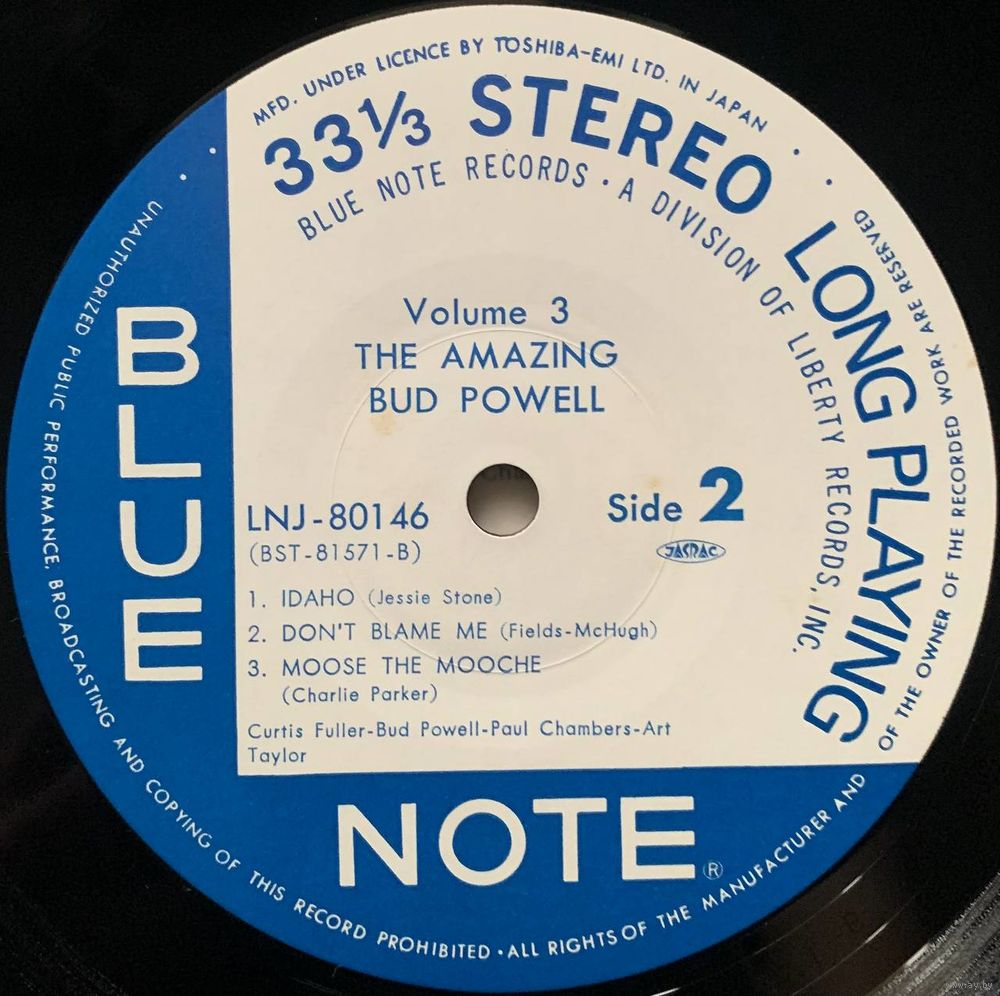 MFD. UNDER LICENCE BY TOSHIBA-EMI LTD. IN JAPAN
33⅓ STEREO LONG PLAYING
BLUE NOTE RECORDS · A DIVISION OF LIBERTY RECORDS, INC.
Volume 3
THE AMAZING
BUD POWELL
LNJ-80146
(BST-81571-B)
Side 2
JASRAC
1. IDAHO (Jessie Stone)
2. DON'T BLAME ME (Fields-McHugh)
3. MOOSE THE MOOCHE
(Charlie Parker)
Curtis Fuller-Bud Powell-Paul Chambers-Art
Taylor
BLUE
NOTE ®
UNAUTHORIZED PUBLIC PERFORMANCE, BROADCASTING AND COPYING OF THIS RECORD PROHIBITED · ALL RIGHTS OF THE MANUFACTURER AND OF THE OWNER OF THE RECORDED WORK ARE RESERVED
www.ay.by